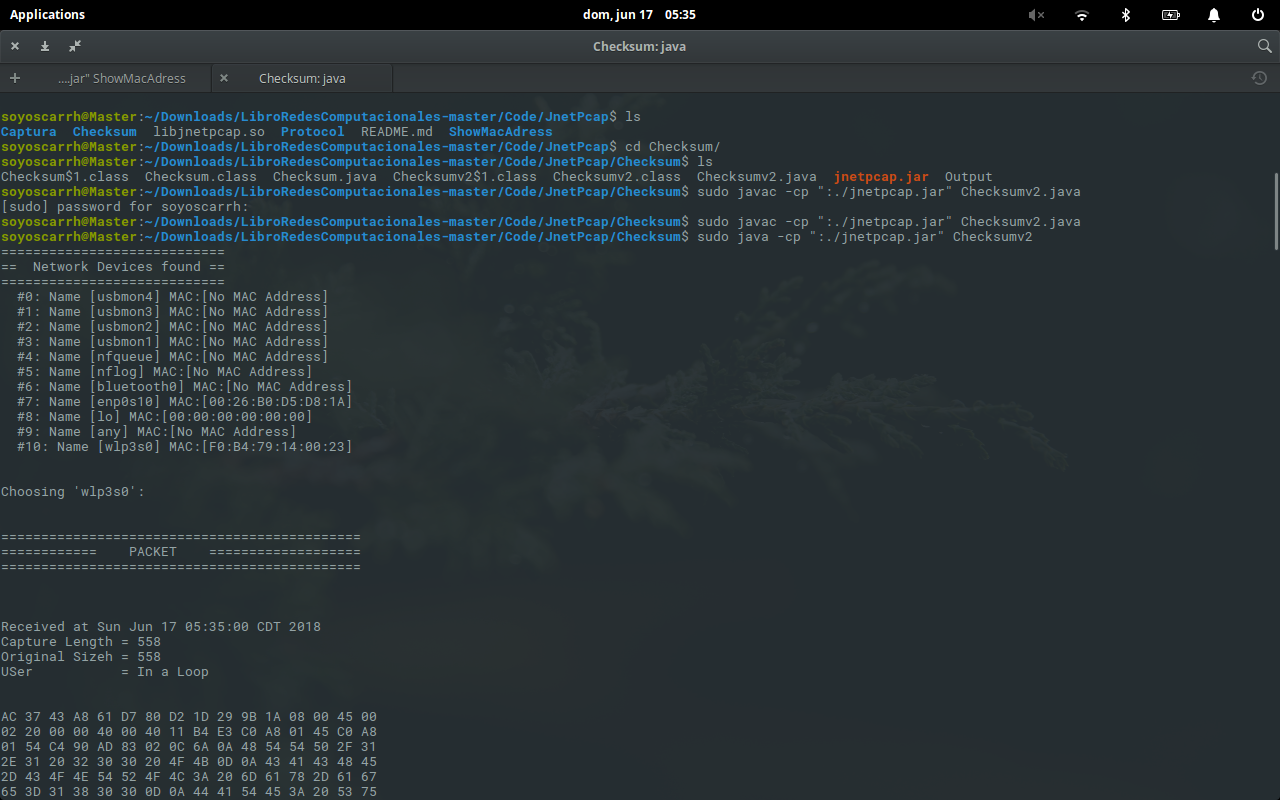 Applications
dom, jun 17 05:35
Checksum: java
....jar" ShowMacAdress
Checksum: java
soyoscarrh@Master:~/Downloads/LibroRedesComputacionales-master/Code/JnetPcap$ ls
Captura Checksum libjnetpcap.so Protocol README.md ShowMacAdress
soyoscarrh@Master:~/Downloads/LibroRedesComputacionales-master/Code/JnetPcap$ cd Checksum/
soyoscarrh@Master:~/Downloads/LibroRedesComputacionales-master/Code/JnetPcap/Checksum$ ls
Checksum$1.class Checksum.class Checksum.java Checksumv2$1.class Checksumv2.class Checksumv2.java jnetpcap.jar Output
soyoscarrh@Master:~/Downloads/LibroRedesComputacionales-master/Code/JnetPcap/Checksum$ sudo javac -cp ":./jnetpcap.jar" Checksumv2.java
[sudo] password for soyoscarrh:
soyoscarrh@Master:~/Downloads/LibroRedesComputacionales-master/Code/JnetPcap/Checksum$ sudo javac -cp ":./jnetpcap.jar" Checksumv2.java
soyoscarrh@Master:~/Downloads/LibroRedesComputacionales-master/Code/JnetPcap/Checksum$ sudo java -cp ":./jnetpcap.jar" Checksumv2
============================
== Network Devices found ==
============================
#0: Name [usbmon4] MAC:[No MAC Address]
#1: Name [usbmon3] MAC:[No MAC Address]
#2: Name [usbmon2] MAC:[No MAC Address]
#3: Name [usbmon1] MAC:[No MAC Address]
#4: Name [nfqueue] MAC:[No MAC Address]
#5: Name [nflog] MAC:[No MAC Address]
#6: Name [bluetooth0] MAC:[No MAC Address]
#7: Name [enp0s10] MAC:[00:26:B0:D5:D8:1A]
#8: Name [lo] MAC:[00:00:00:00:00:00]
#9: Name [any] MAC:[No MAC Address]
#10: Name [wlp3s0] MAC:[F0:B4:79:14:00:23]
Choosing 'wlp3s0':
=============================================
============ PACKET ===================
=============================================
Received at Sun Jun 17 05:35:00 CDT 2018
Capture Length = 558
Original Sizeh = 558
USer = In a Loop
AC 37 43 A8 61 D7 80 D2 1D 29 9B 1A 08 00 45 00
02 20 00 00 40 00 40 11 B4 E3 C0 A8 01 45 C0 A8
01 54 C4 90 AD 83 02 0C 6A 0A 48 54 54 50 2F 31
2E 31 20 32 30 30 20 4F 4B 0D 0A 43 41 43 48 45
2D 43 4F 4E 54 52 4F 4C 3A 20 6D 61 78 2D 61 67
65 3D 31 38 30 30 0D 0A 44 41 54 45 3A 20 53 75